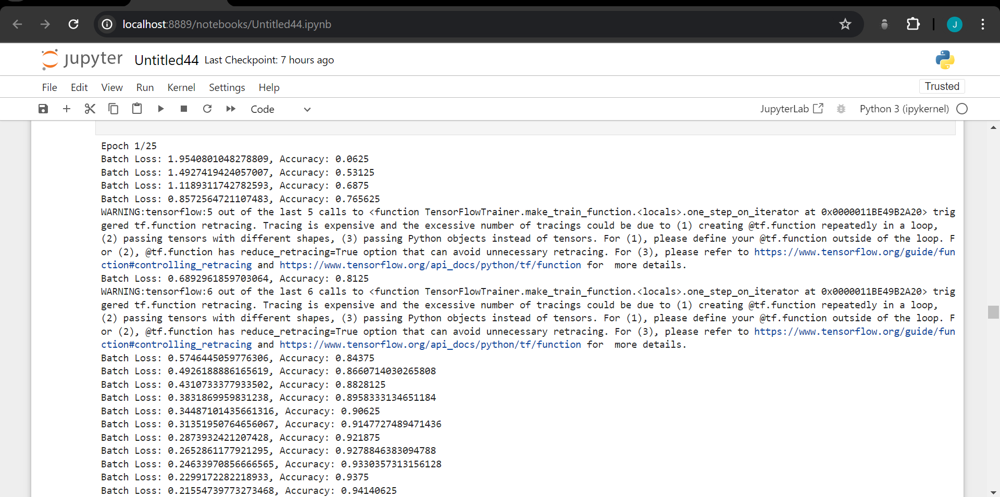 localhost:8889/notebooks/Untitled44.ipynb
J
jupyter Untitled44 Last Checkpoint: 7 hours ago
File Edit View Run Kernel Settings Help
Trusted
Code
JupyterLab
Python 3 (ipykernel)
Epoch 1/25
Batch Loss: 1.9540801048278809, Accuracy: 0.0625
Batch Loss: 1.4927419424057007, Accuracy: 0.53125
Batch Loss: 1.1189311742782593, Accuracy: 0.6875
Batch Loss: 0.8572564721107483, Accuracy: 0.765625
WARNING:tensorflow:5 out of the last 5 calls to <function TensorFlowTrainer.make_train_function.<locals>.one_step_on_iterator at 0x0000011BE49B2A20> trig
gered tf.function retracing. Tracing is expensive and the excessive number of tracings could be due to (1) creating @tf.function repeatedly in a loop,
(2) passing tensors with different shapes, (3) passing Python objects instead of tensors. For (1), please define your @tf.function outside of the loop. F
or (2), @tf.function has reduce_retracing=True option that can avoid unnecessary retracing. For (3), please refer to https://www.tensorflow.org/guide/fun
ction#controlling_retracing and https://www.tensorflow.org/api_docs/python/tf/function for  more details.
Batch Loss: 0.6892961859703064, Accuracy: 0.8125
WARNING:tensorflow:6 out of the last 6 calls to <function TensorFlowTrainer.make_train_function.<locals>.one_step_on_iterator at 0x0000011BE49B2A20> trig
gered tf.function retracing. Tracing is expensive and the excessive number of tracings could be due to (1) creating @tf.function repeatedly in a loop,
(2) passing tensors with different shapes, (3) passing Python objects instead of tensors. For (1), please define your @tf.function outside of the loop. F
or (2), @tf.function has reduce_retracing=True option that can avoid unnecessary retracing. For (3), please refer to https://www.tensorflow.org/guide/fun
ction#controlling_retracing and https://www.tensorflow.org/api_docs/python/tf/function for  more details.
Batch Loss: 0.5746445059776306, Accuracy: 0.84375
Batch Loss: 0.4926188886165619, Accuracy: 0.8660714030265808
Batch Loss: 0.4310733377933502, Accuracy: 0.8828125
Batch Loss: 0.3831869959831238, Accuracy: 0.8958333134651184
Batch Loss: 0.34487101435661316, Accuracy: 0.90625
Batch Loss: 0.31351950764656067, Accuracy: 0.9147727489471436
Batch Loss: 0.2873932421207428, Accuracy: 0.921875
Batch Loss: 0.2652861177921295, Accuracy: 0.9278846383094788
Batch Loss: 0.24633970856666565, Accuracy: 0.9330357313156128
Batch Loss: 0.2299172282218933, Accuracy: 0.9375
Batch Loss: 0.21554739773273468, Accuracy: 0.94140625